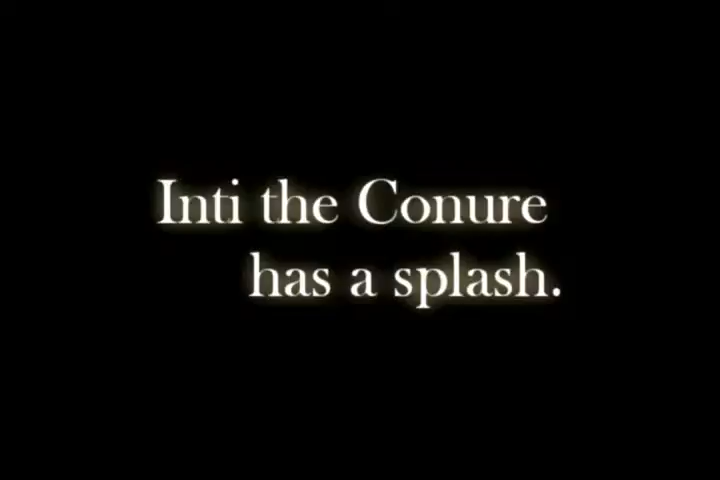 Inti the Conure
has a splash.